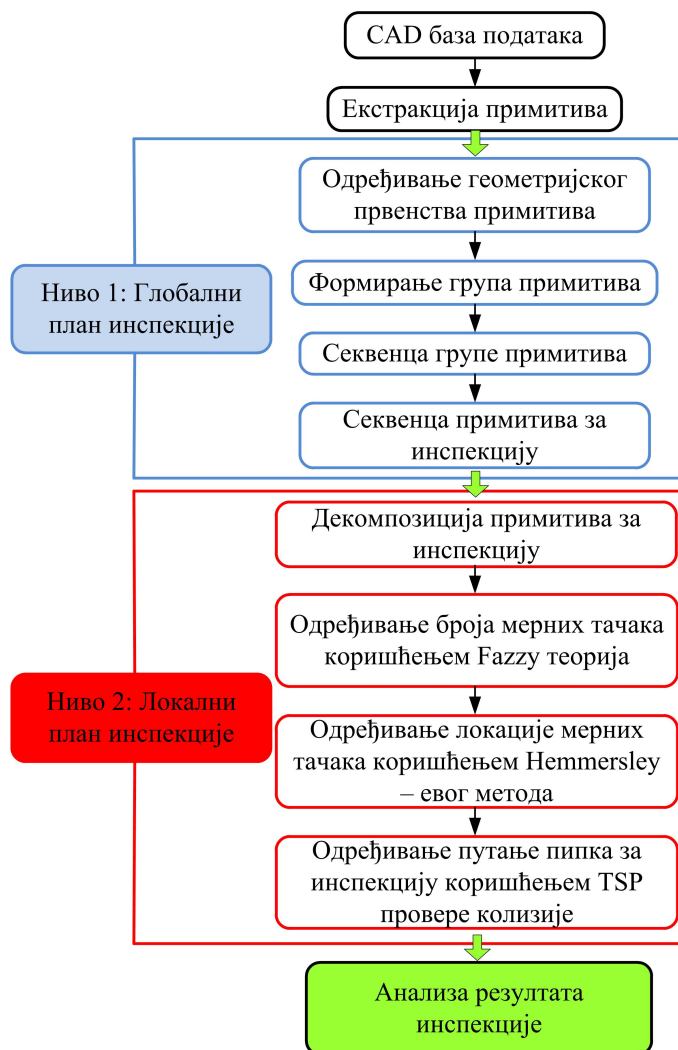 CAD база података
Екстракција примитива
Одређивање геометријског
првенства примитива
Формирање група примитива
Ниво 1: Глобални
план инспекције
Секвенца групе примитива
Секвенца примитива за
инспекцију
Декомпозиција примитива за
инспекцију
Одређивање броја мерних тачака
коришћењем Fazzy теорија
Ниво 2: Локални
план инспекције
Одређивање локације мерних
тачака коришћењем Hemmersley
– евог метода
Одређивање путање пипка за
инспекцију коришћењем TSP
провере колизије
Анализа резултата
инспекције